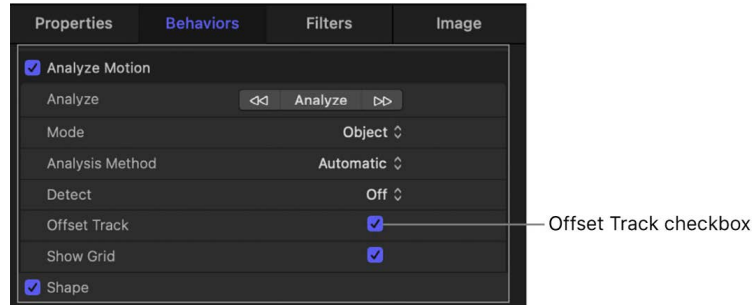 Properties Behaviors Filters Image
Analyze Motion
Analyze Analyze
Mode Object
Analysis Method Automatic
Detect Off
Offset Track Offset Track checkbox
Show Grid
Shape